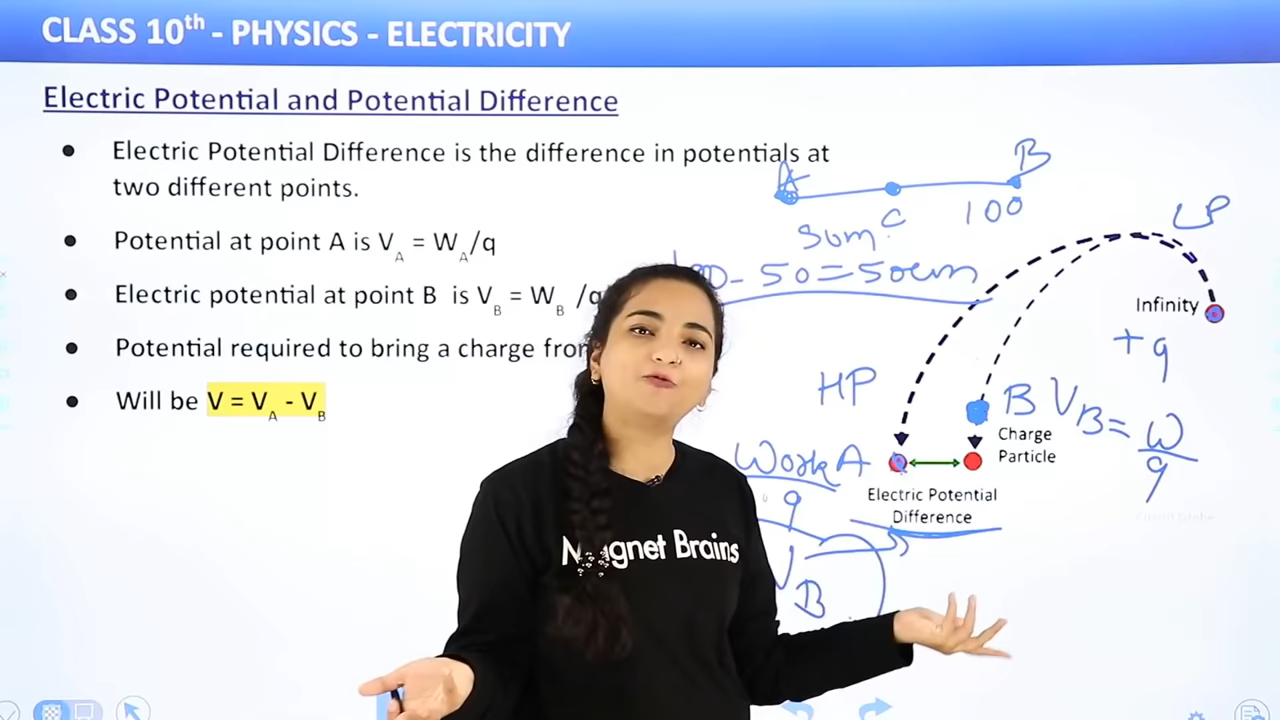 CLASS 10th - PHYSICS - ELECTRICITY
Electric Potential and Potential Difference
Electric Potential Difference is the difference in potentials at
two different points.
Potential at point A is VA = WA/q
Electric potential at point B is VB = WB /q
Potential required to bring a charge
Will be V = VA - VB
A
B
C
100
50m
- 50 = 50cm
LP
Infinity
+q
HP
B VB = W/q
Charge
Particle
Work A
q
Electric Potential
Difference
V B
Magnet Brains